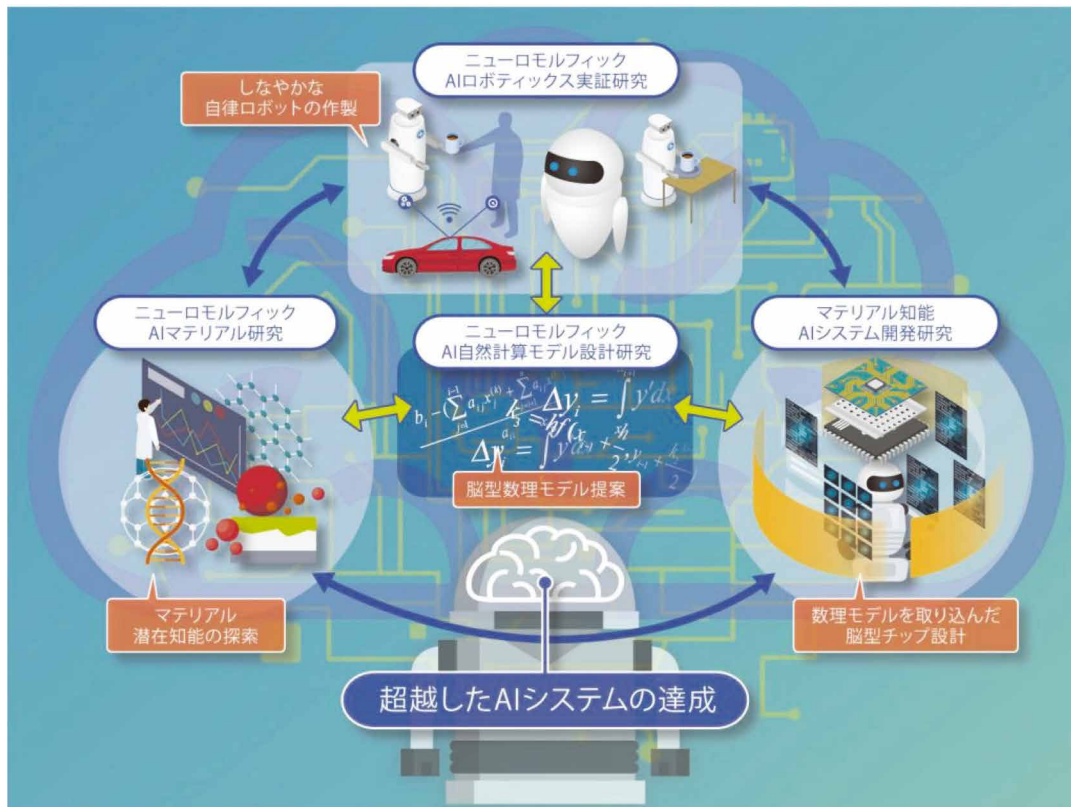 ニューロモルフィック
AIロボティックス実証研究
しなやかな
自律ロボットの作製
ニューロモルフィック
AIマテリアル研究
ニューロモルフィック
AI自然計算モデル設計研究
マテリアル知能
AIシステム開発研究
脳型数理モデル提案
マテリアル
潜在知能の探索
数理モデルを取り込んだ
脳型チップ設計
超越したAIシステムの達成